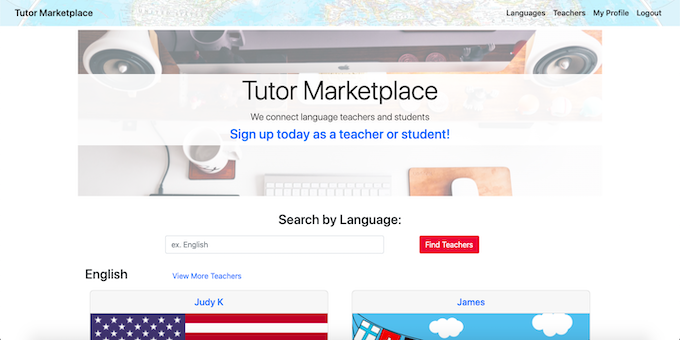 Tutor Marketplace
Languages Teachers My Profile Logout
Tutor Marketplace
We connect language teachers and students
Sign up today as a teacher or student!
Search by Language:
ex. English
Find Teachers
English
View More Teachers
Judy K
James